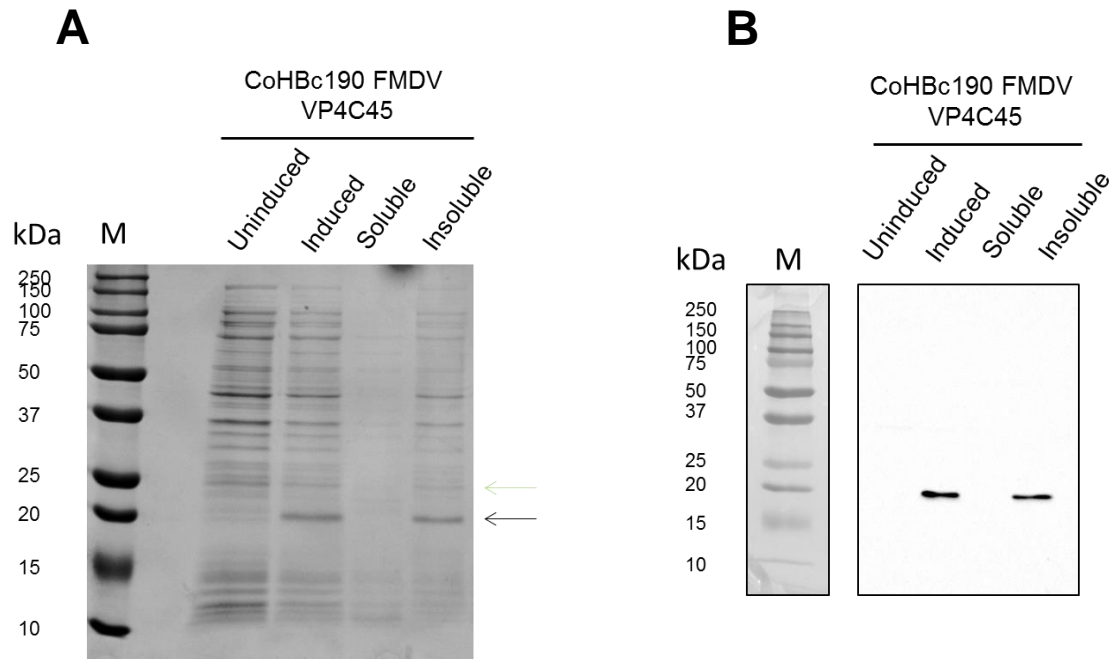 A
CoHBc190 FMDV
VP4C45
Uninduced
Induced
Soluble
Insoluble
kDa
M
250
150
100
75
50
37
25
20
15
10
B
CoHBc190 FMDV
VP4C45
Uninduced
Induced
Soluble
Insoluble
kDa
M
250
150
100
75
50
37
25
20
15
10